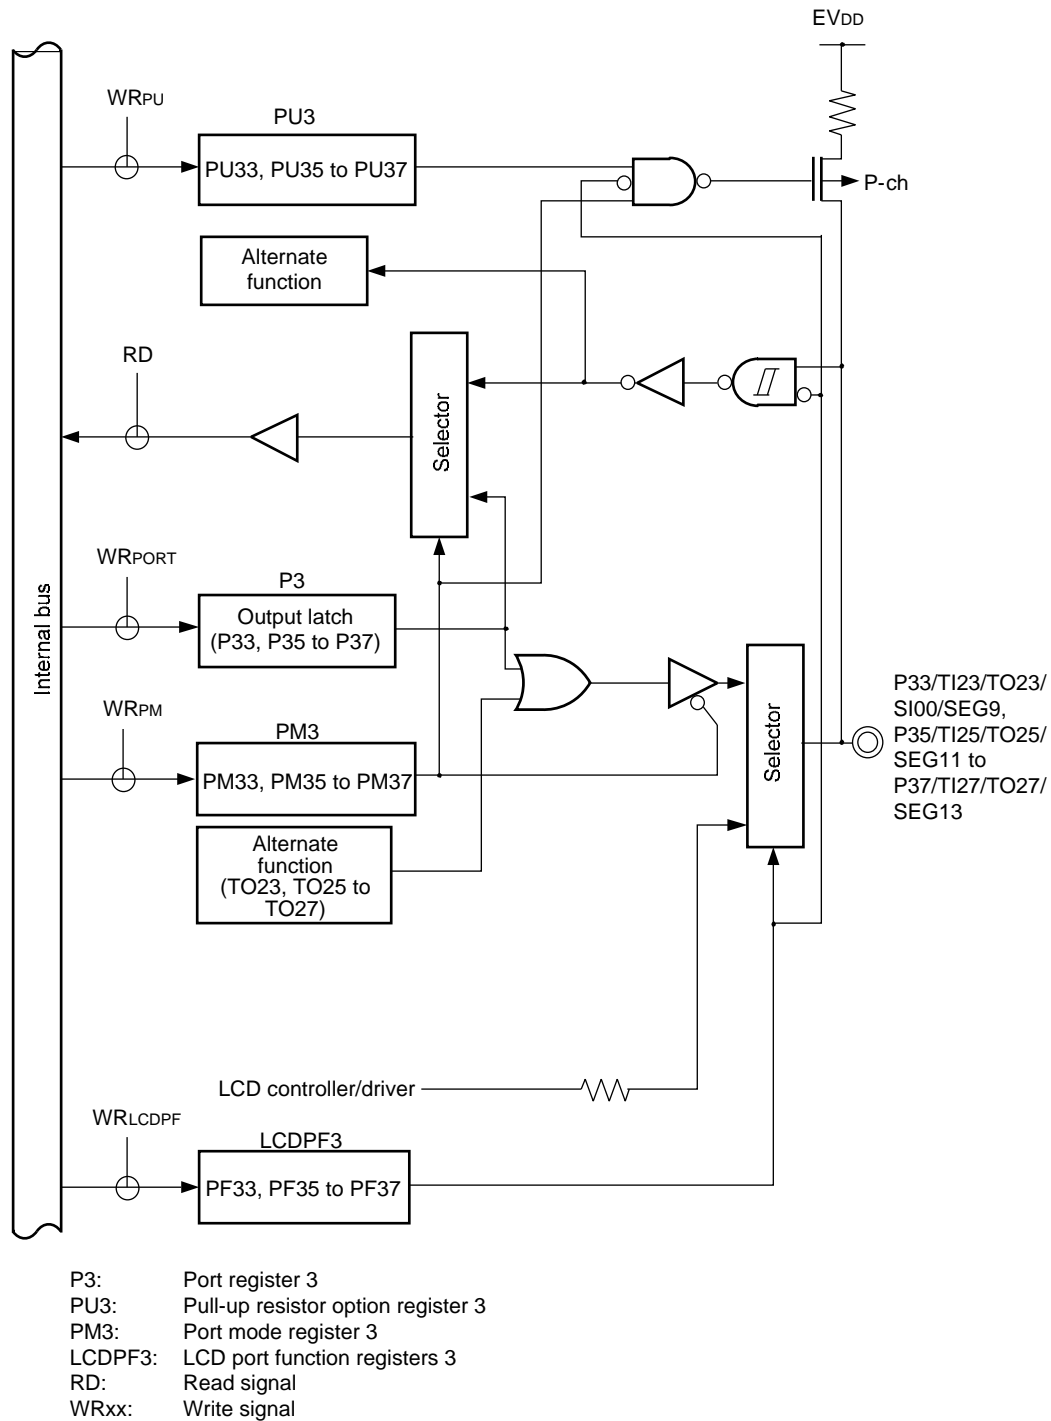 EVDD
WRPU
PU3
PU33, PU35 to PU37
P-ch
Alternate
function
RD
Selector
WRPORT
P3
Output latch
(P33, P35 to P37)
Internal bus
WRPM
PM3
PM33, PM35 to PM37
Selector
P33/TI23/TO23/
SI00/SEG9,
P35/TI25/TO25/
SEG11 to
P37/TI27/TO27/
SEG13
Alternate
function
(TO23, TO25 to
TO27)
LCD controller/driver
WRLCDPF
LCDPF3
PF33, PF35 to PF37
P3: Port register 3
PU3: Pull-up resistor option register 3
PM3: Port mode register 3
LCDPF3: LCD port function registers 3
RD: Read signal
WRxx: Write signal